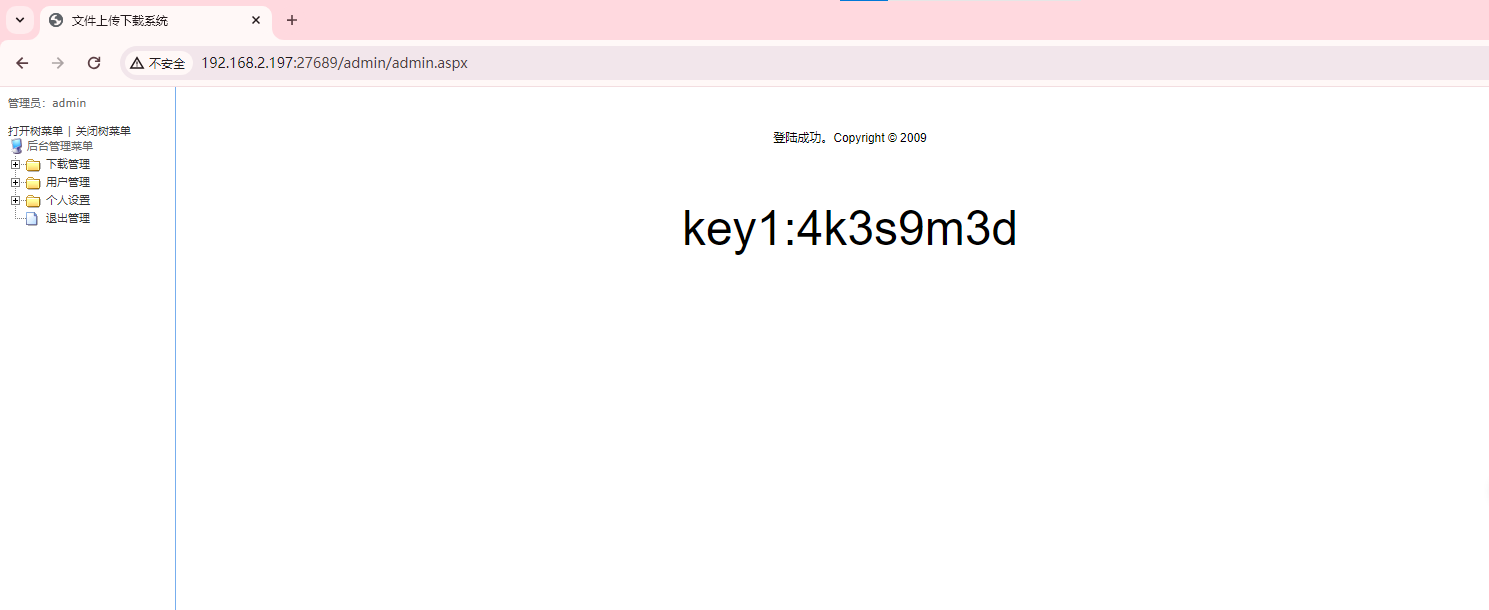 文件上传下载系统
不安全 192.168.2.197:27689/admin/admin.aspx
管理员：admin
打开树菜单 | 关闭树菜单
后台管理菜单
下载管理
用户管理
个人设置
退出管理
登陆成功。Copyright © 2009
key1:4k3s9m3d